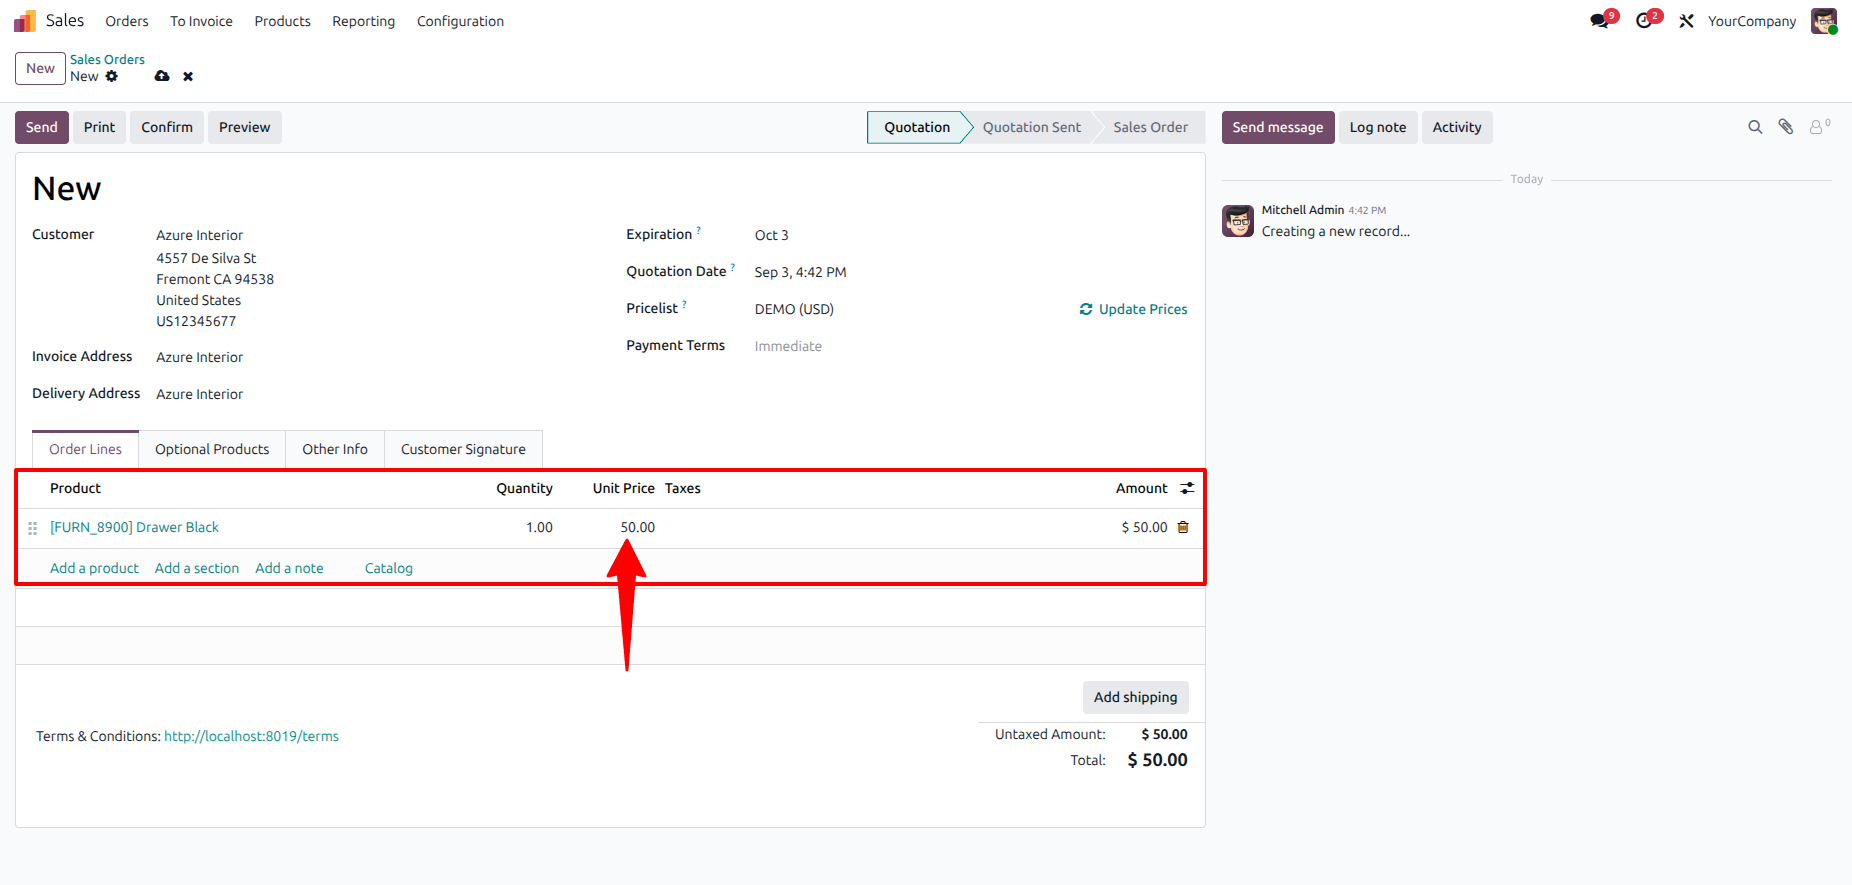 Sales Orders To Invoice Products Reporting Configuration 9 2 YourCompany
New Sales Orders
New
Send Print Confirm Preview Quotation Quotation Sent Sales Order Send message Log note Activity 0
New
Today
Mitchell Admin 4:42 PM
Creating a new record...
Customer Azure Interior
4557 De Silva St
Fremont CA 94538
United States
US12345677
Invoice Address Azure Interior
Delivery Address Azure Interior
Expiration ? Oct 3
Quotation Date ? Sep 3, 4:42 PM
Pricelist ? DEMO (USD) Update Prices
Payment Terms Immediate
Order Lines Optional Products Other Info Customer Signature
Product Quantity Unit Price Taxes Amount
[FURN_8900] Drawer Black 1.00 50.00 $ 50.00
Add a product Add a section Add a note Catalog
Add shipping
Terms & Conditions: http://localhost:8019/terms
Untaxed Amount: $ 50.00
Total: $ 50.00